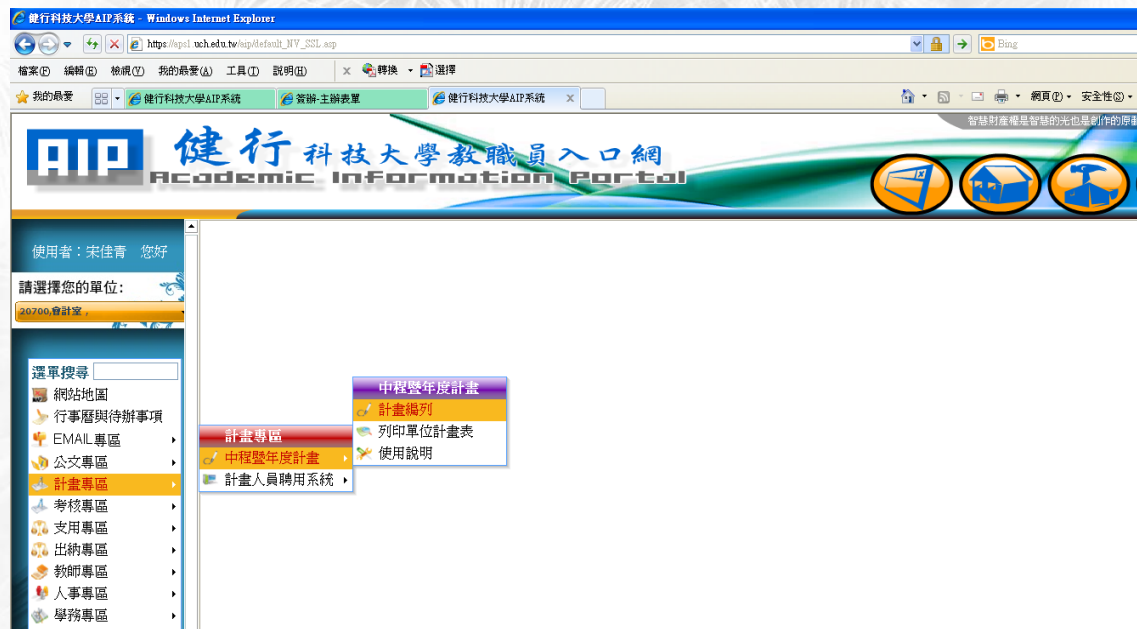 健行科技大學AIP系統 - Windows Internet Explorer
https://aps1.uch.edu.tw/aip/default_NV_SSL.asp
Bing
檔案(F) 編輯(E) 檢視(V) 我的最愛(A) 工具(T) 說明(H) x 轉換 選擇
我的最愛 健行科技大學AIP系統 簽辦-主辦表單 健行科技大學AIP系統 x 網頁(P) 安全性(S)
智慧財產權是智慧的光也是創作的原動
AIP 健行科技大學教職員入口網
Academic Information Portal
使用者：宋佳青 您好
請選擇您的單位：
20700,會計室 ,
選單搜尋
網站地圖
行事曆與待辦事項
EMAIL專區
公文專區
計畫專區
考核專區
支用專區
出納專區
教師專區
人事專區
學務專區
計畫專區
中程暨年度計畫
計畫人員聘用系統
中程暨年度計畫
計畫編列
列印單位計畫表
使用說明